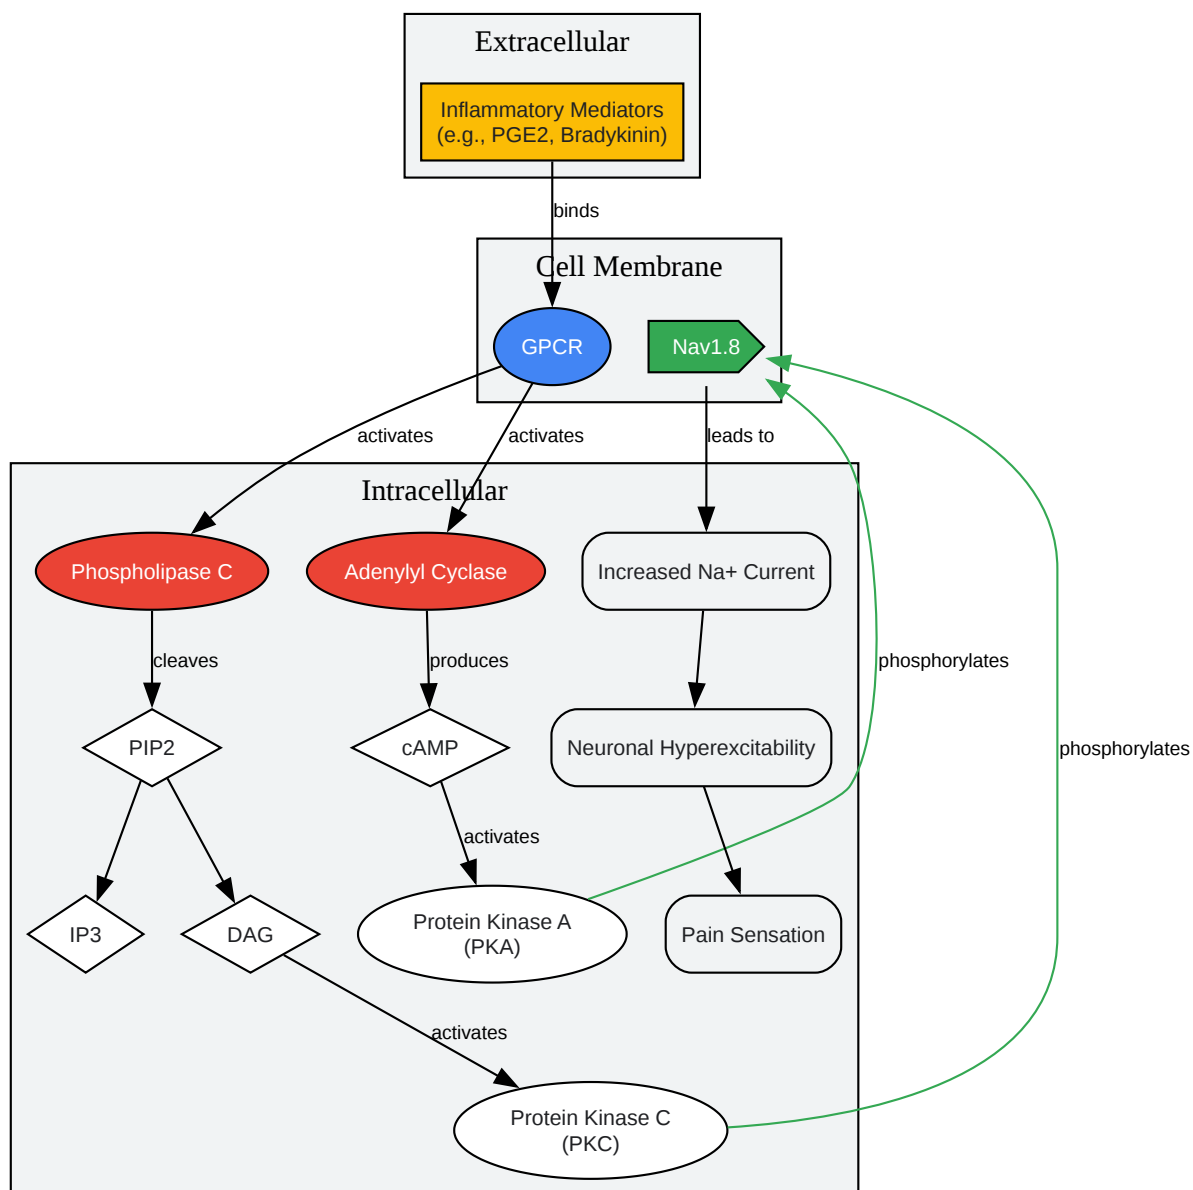 Extracellular
Inflammatory Mediators
(e.g., PGE2, Bradykinin)
binds
Cell Membrane
GPCR
Nav1.8
activates
activates
leads to
Intracellular
Phospholipase C
Adenylyl Cyclase
Increased Na+ Current
cleaves
produces
phosphorylates
PIP2
cAMP
Neuronal Hyperexcitability
phosphorylates
activates
IP3
DAG
Protein Kinase A
(PKA)
Pain Sensation
activates
Protein Kinase C
(PKC)